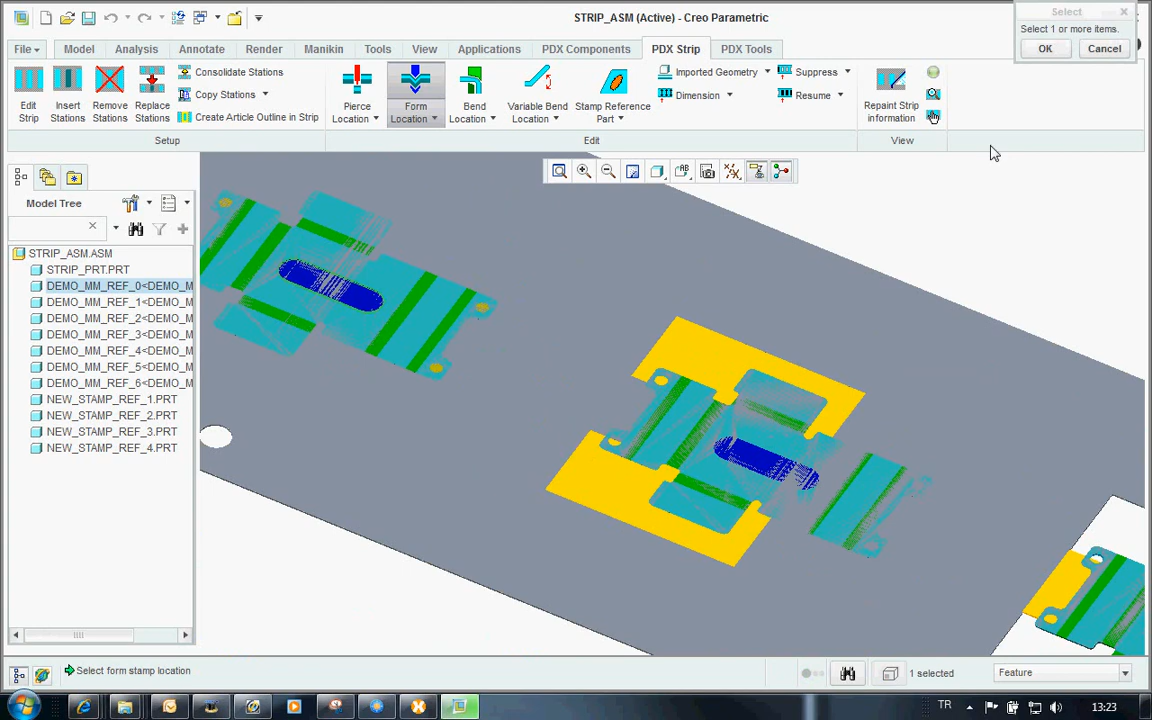 STRIP_ASM (Active) - Creo Parametric
Select
Select 1 or more items.
OK
Cancel
File
Model
Analysis
Annotate
Render
Manikin
Tools
View
Applications
PDX Components
PDX Strip
PDX Tools
Edit Strip
Insert Stations
Remove Stations
Replace Stations
Consolidate Stations
Copy Stations
Create Article Outline in Strip
Pierce Location
Form Location
Bend Location
Variable Bend Location
Stamp Reference Part
Imported Geometry
Dimension
Suppress
Resume
Repaint Strip information
Setup
Edit
View
Model Tree
STRIP_ASM.ASM
STRIP_PRT.PRT
DEMO_MM_REF_0<DEMO_M
DEMO_MM_REF_1<DEMO_M
DEMO_MM_REF_2<DEMO_M
DEMO_MM_REF_3<DEMO_M
DEMO_MM_REF_4<DEMO_M
DEMO_MM_REF_5<DEMO_M
DEMO_MM_REF_6<DEMO_M
NEW_STAMP_REF_1.PRT
NEW_STAMP_REF_2.PRT
NEW_STAMP_REF_3.PRT
NEW_STAMP_REF_4.PRT
Select form stamp location
1 selected
Feature
TR
13:23